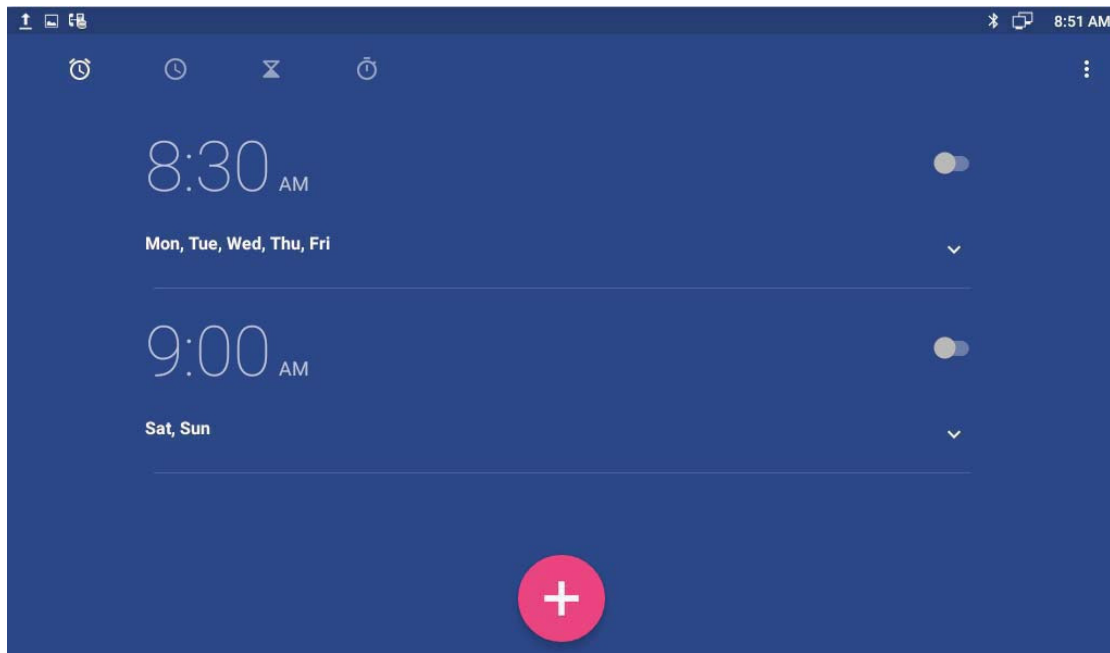 8:51 AM
8:30 AM
Mon, Tue, Wed, Thu, Fri
9:00 AM
Sat, Sun